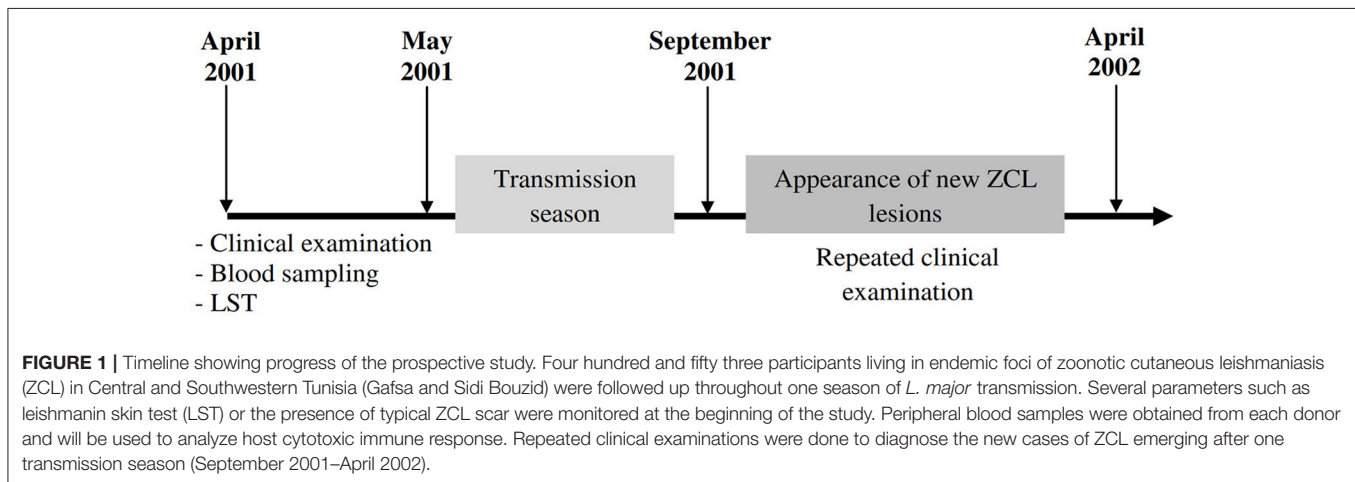 April
2001
May
2001
September
2001
April
2002
Transmission
season
Appearance of new ZCL
lesions
- Clinical examination
- Blood sampling
- LST
Repeated clinical
examination
FIGURE 1 | Timeline showing progress of the prospective study. Four hundred and fifty three participants living in endemic foci of zoonotic cutaneous leishmaniasis
(ZCL) in Central and Southwestern Tunisia (Gafsa and Sidi Bouzid) were followed up throughout one season of L. major transmission. Several parameters such as
leishmanin skin test (LST) or the presence of typical ZCL scar were monitored at the beginning of the study. Peripheral blood samples were obtained from each donor
and will be used to analyze host cytotoxic immune response. Repeated clinical examinations were done to diagnose the new cases of ZCL emerging after one
transmission season (September 2001–April 2002).